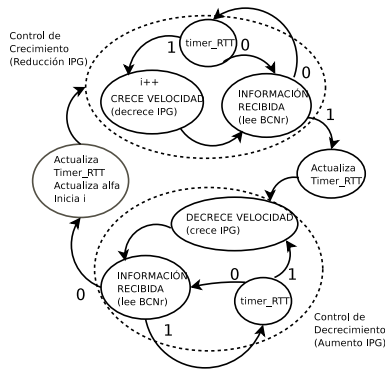 Control de
Crecimiento
(Reducción IPG)
timer_RTT
1
0
0
i++
CRECE VELOCIDAD
(decrece IPG)
INFORMACIÓN
RECIBIDA
(lee BCNr)
1
Actualiza
Timer_RTT
Actualiza alfa
Inicia i
Actualiza
Timer_RTT
DECRECE VELOCIDAD
(crece IPG)
INFORMACIÓN
RECIBIDA
(lee BCNr)
0
1
timer_RTT
0
1
Control de
Decrecimiento
(Aumento IPG)